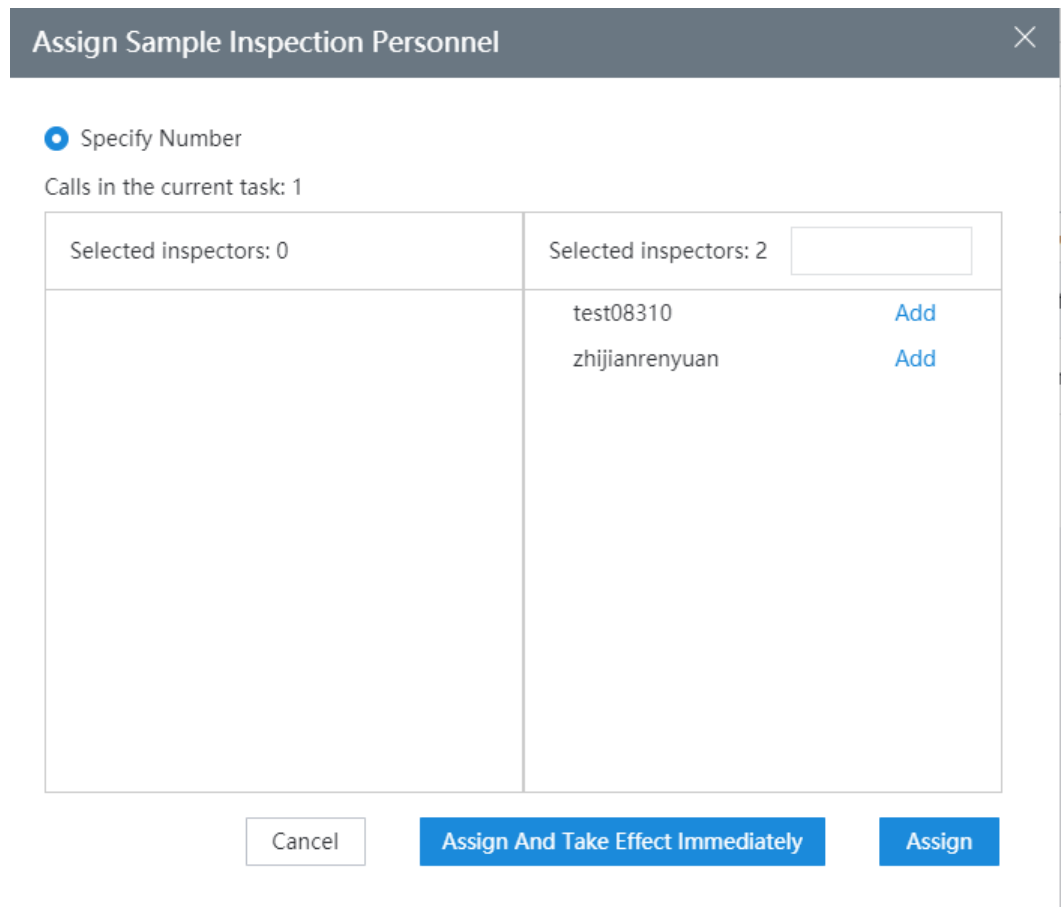 Assign Sample Inspection Personnel
Specify Number
Calls in the current task: 1
Selected inspectors: 0
Selected inspectors: 2
test08310 Add
zhijianrenyuan Add
Cancel
Assign And Take Effect Immediately
Assign